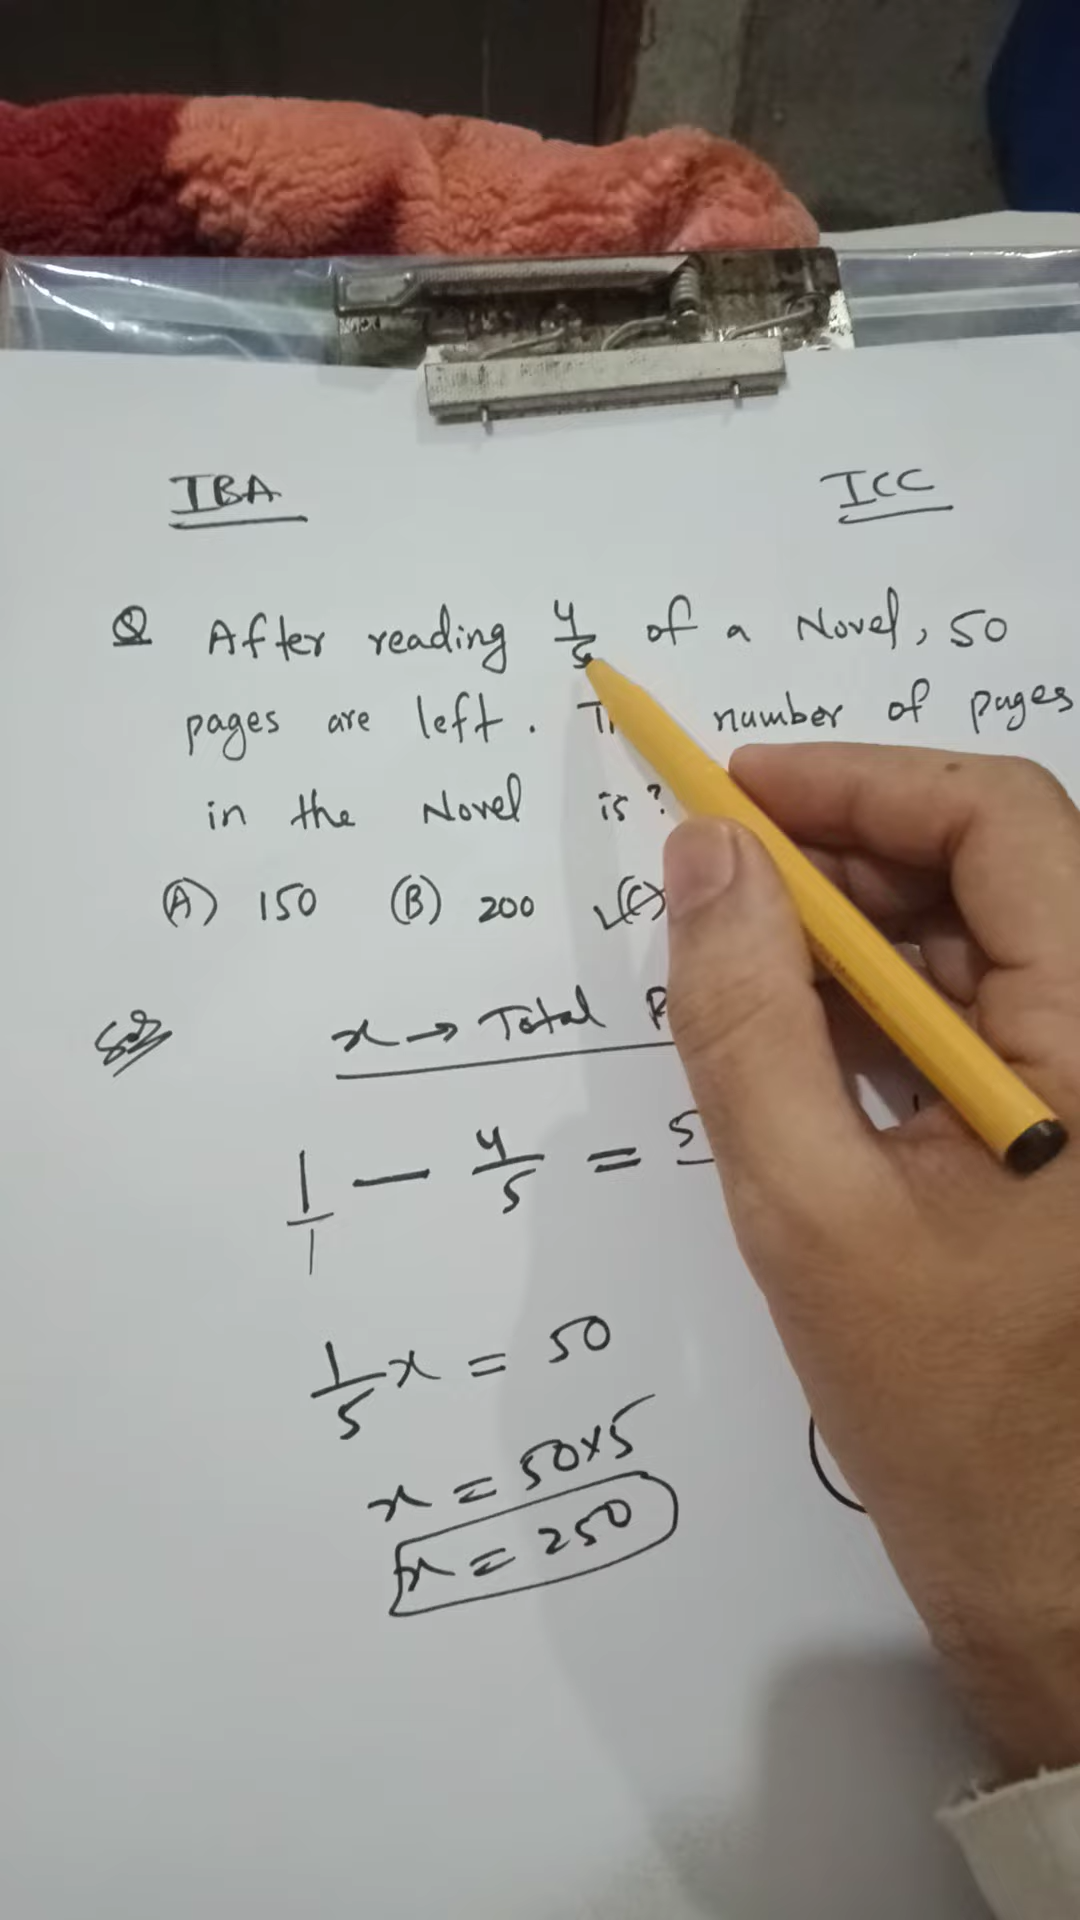 IBA ICC
Q After reading 4/5 of a Novel, 50
pages are left. number of pages
in the Novel is?
(A) 150 (B) 200 (C)
Sol
x → Total
1/1 - 4/5 = 5
1/5 x = 50
x = 50x5
x = 250